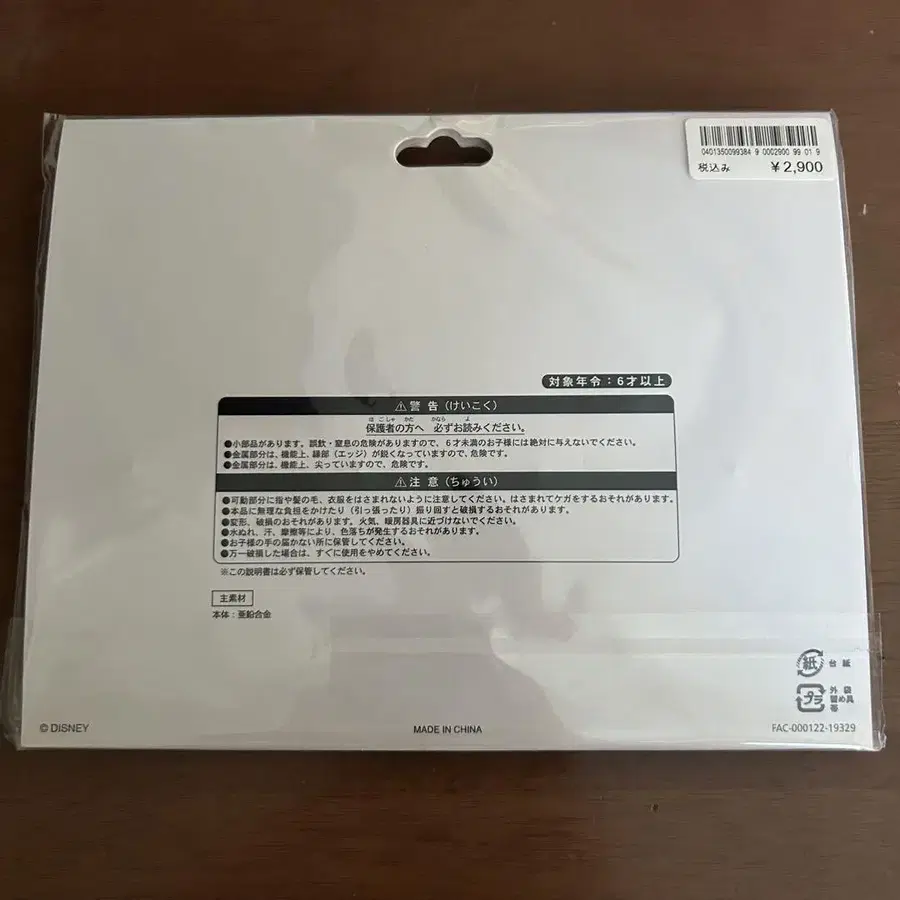 0401350099384 9 0002900 99 01 9
税込み ￥2,900
対象年令：6才以上
⚠警告（けいこく）
保護者の方へ 必ずお読みください。
●小部品があります。誤飲・窒息の危険がありますので、6才未満のお子様には絶対に与えないでください。
●金属部分は、機能上、縁部（エッジ）が鋭くなっていますので、危険です。
●金属部分は、機能上、尖っていますので、危険です。
⚠注意（ちゅうい）
●可動部分に指や髪の毛、衣服をはさまれないように注意してください。はさまれてケガをするおそれがあります。
●本品に無理な負担をかけたり（引っ張ったり）振り回すと破損するおそれがあります。
●変形、破損のおそれがあります。火気、暖房器具に近づけないでください。
●水ぬれ、汗、摩擦等により、色落ちが発生するおそれがあります。
●お子様の手の届かない所に保管してください。
●万一破損した場合は、すぐに使用をやめてください。
※この説明書は必ず保管してください。
主素材
本体：亜鉛合金
紙 台紙
プラ 外袋
留め具
帯
© DISNEY
MADE IN CHINA
FAC-000122-19329